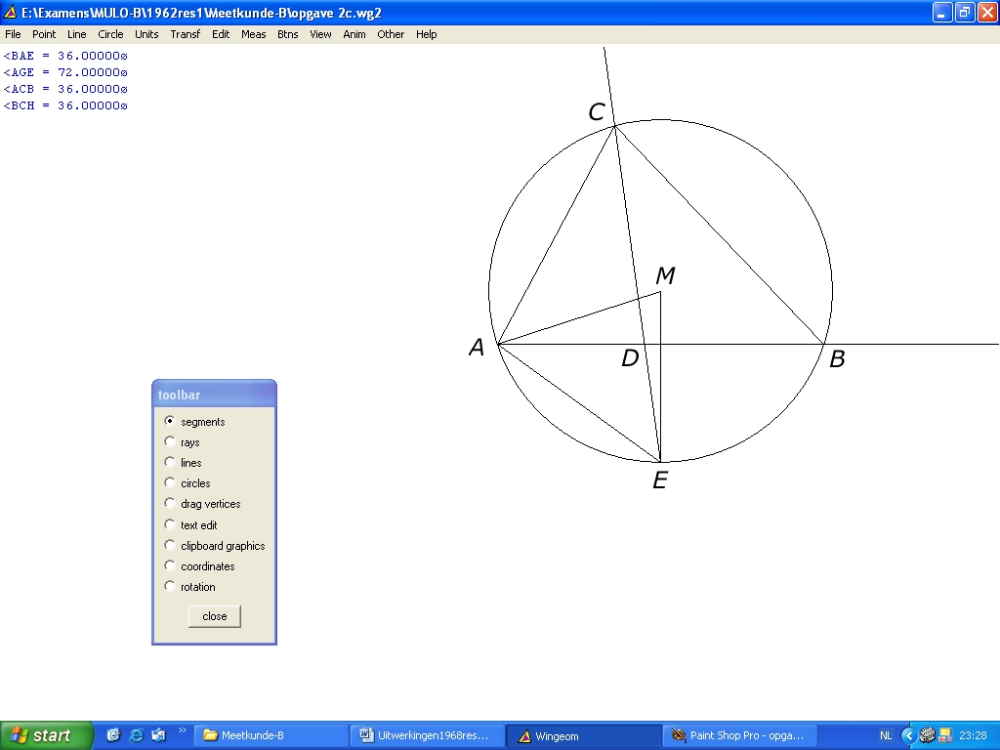 E:\Examens\MULO-B\1962res1\Meetkunde-B\opgave 2c.wg2
File Point Line Circle Units Transf Edit Meas Btns View Anim Other Help
<BAE = 36.00000ø
<AGE = 72.00000ø
<ACB = 36.00000ø
<BCH = 36.00000ø
C
M
A
D
B
E
toolbar
segments
rays
lines
circles
drag vertices
text edit
clipboard graphics
coordinates
rotation
close
start
»
Meetkunde-B
Uitwerkingen1968res...
Wingeom
Paint Shop Pro - opga...
NL
23:28